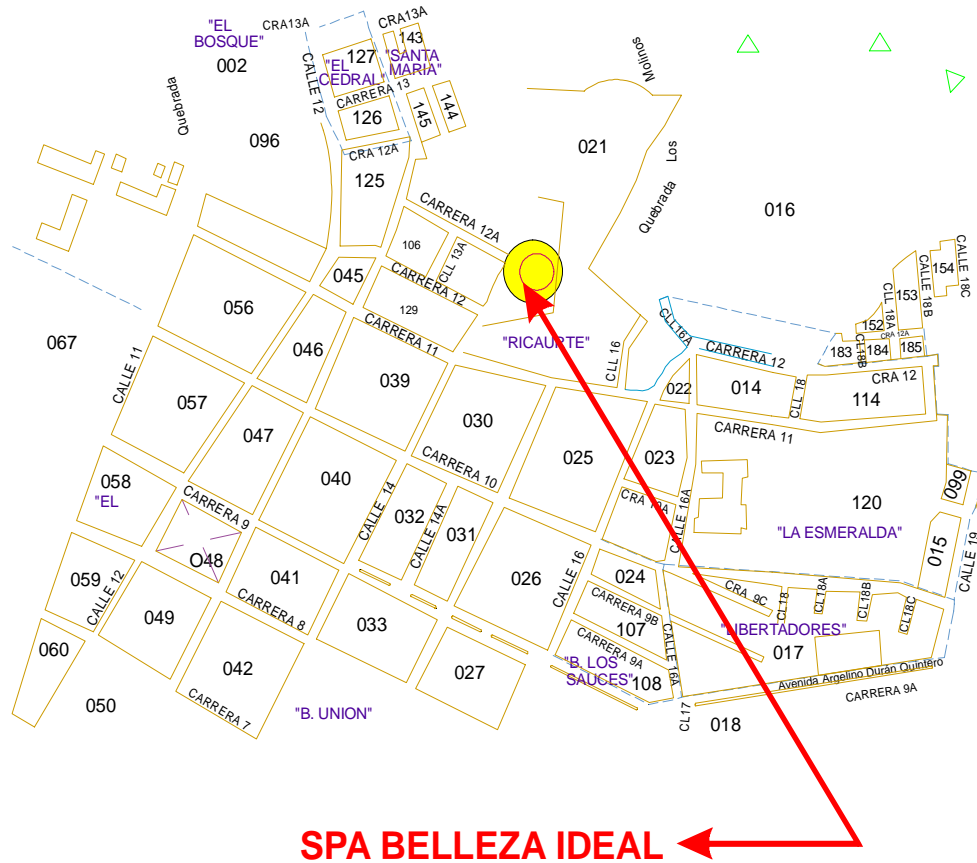 CRA13A
CRA13A
"EL
BOSQUE"
002
143
127
"SANTA
MARIA"
"EL
CEDRAL"
CALLE 12
CARRERA 13
Molinos
Quebrada
126
145
144
096
CRA 12A
021
Los
125
Quebrada
016
CARRERA 12A
106
CLL 13A
154
CALLE 18C
045
CARRERA 12
153
CALLE 18B
056
129
CLL 18A
067
CARRERA 11
"RICAURTE"
CLL16A
152
CRA 12A
046
CLL 16
CARRERA 12
183
CL18B
184
185
CALLE 11
039
022
014
CLL 18
CRA 12
114
057
030
CARRERA 11
047
025
023
058
"EL
040
CARRERA 10
CRA 10A
CALLE 16A
120
099
CARRERA 9
CALLE 14
032
CALLE 14A
031
"LA ESMERALDA"
O48
015
CALLE 19
059
CALLE 12
041
026
CALLE 16
024
CRA 9C
CL18
CL18A
CL18B
CL18C
049
CARRERA 8
033
CARRERA 9B
107
"LIBERTADORES"
060
042
027
CARRERA 9A
CALLE 16A
017
"B. LOS
SAUCES"
108
Avenida Argelino Durán Quintero
050
CARRERA 7
"B. UNION"
CL17
018
CARRERA 9A
SPA BELLEZA IDEAL